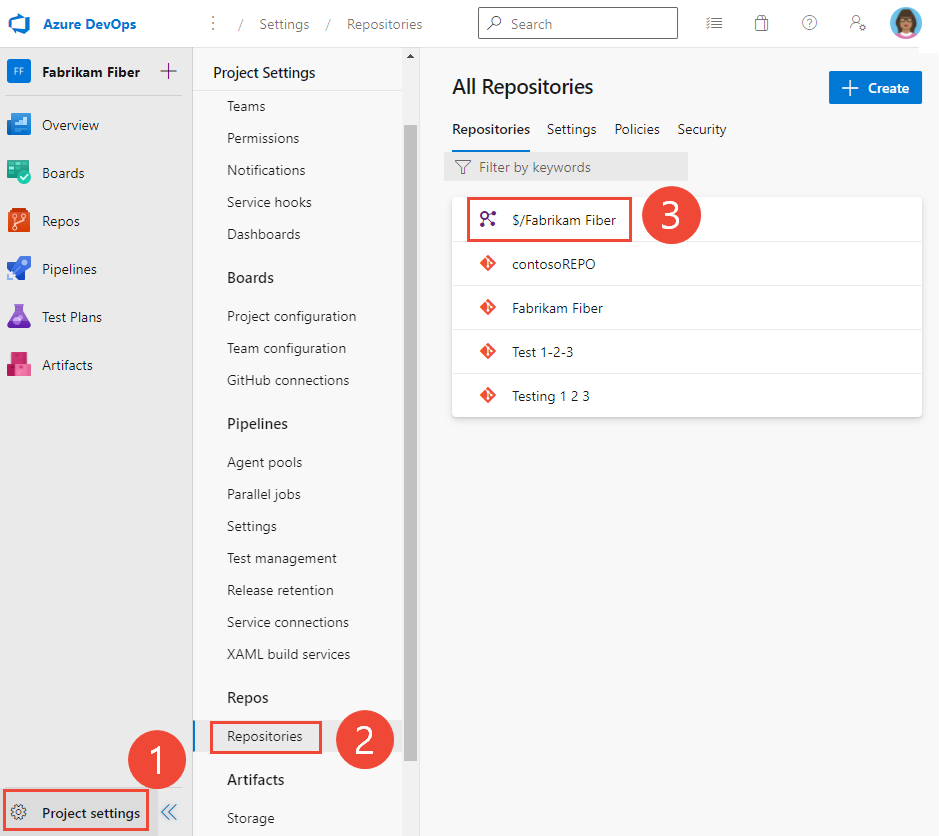 Azure DevOps
/ Settings / Repositories
Search
FF Fabrikam Fiber
Overview
Boards
Repos
Pipelines
Test Plans
Artifacts
1
Project settings
Project Settings
Teams
Permissions
Notifications
Service hooks
Dashboards
Boards
Project configuration
Team configuration
GitHub connections
Pipelines
Agent pools
Parallel jobs
Settings
Test management
Release retention
Service connections
XAML build services
Repos
Repositories
2
Artifacts
Storage
All Repositories
Create
Repositories Settings Policies Security
Filter by keywords
$/Fabrikam Fiber
3
contosoREPO
Fabrikam Fiber
Test 1-2-3
Testing 1 2 3